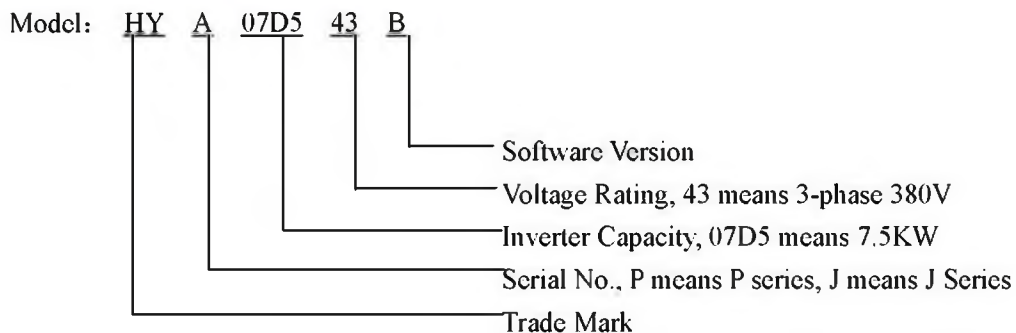 Model: HY A 07D5 43 B
Software Version
Voltage Rating, 43 means 3-phase 380V
Inverter Capacity, 07D5 means 7.5KW
Serial No., P means P series, J means J Series
Trade Mark